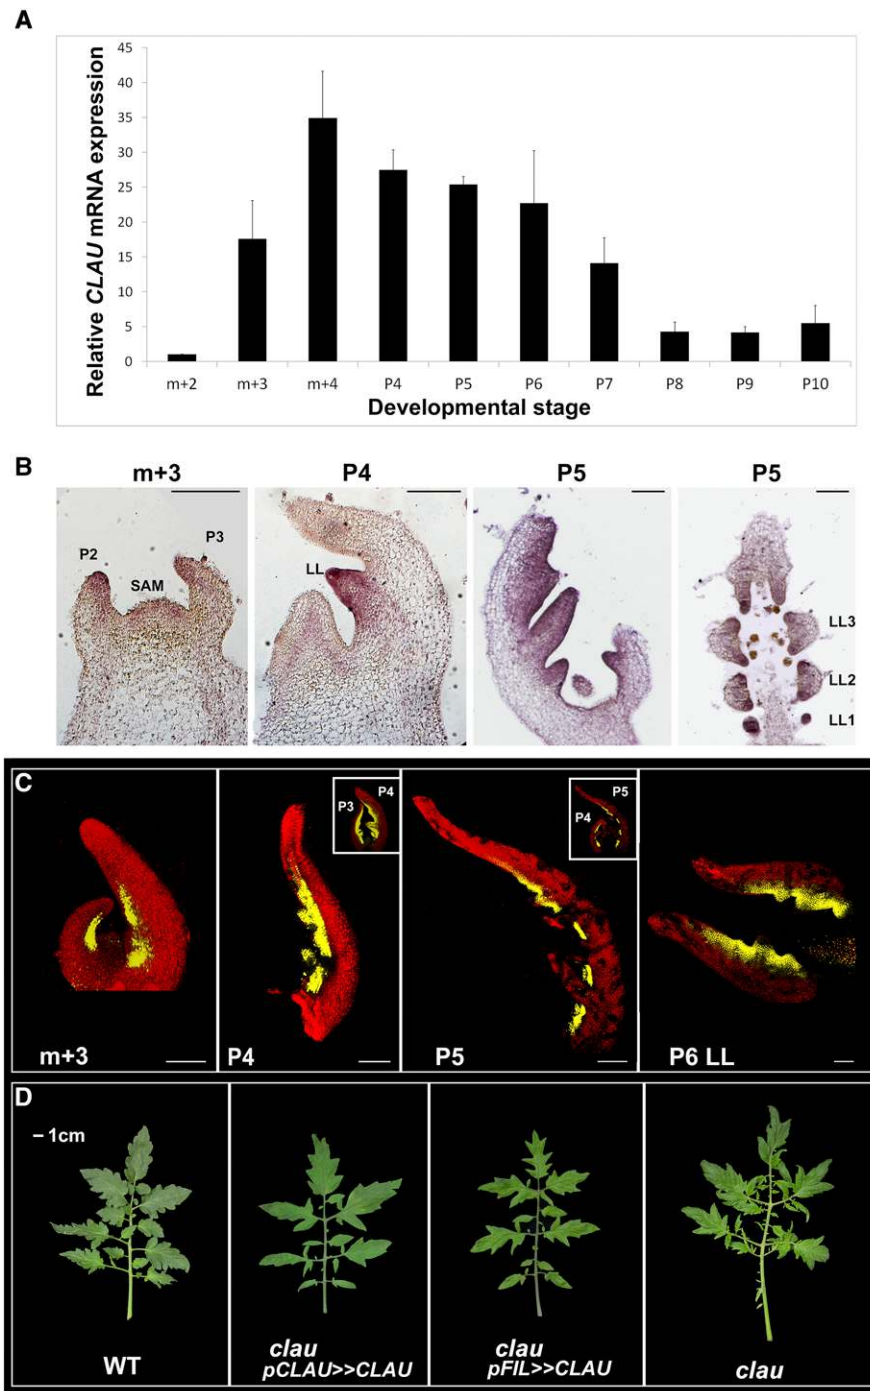 A
Relative CLAU mRNA expression
45
40
35
30
25
20
15
10
5
0
m+2 m+3 m+4 P4 P5 P6 P7 P8 P9 P10
Developmental stage
B
m+3 P4 P5 P5
P2 P3
SAM
LL
LL3
LL2
LL1
C
P3 P4
P4 P5
m+3 P4 P5 P6 LL
D
1cm
WT
clau
pCLAU>>CLAU
clau
pFIL>>CLAU
clau